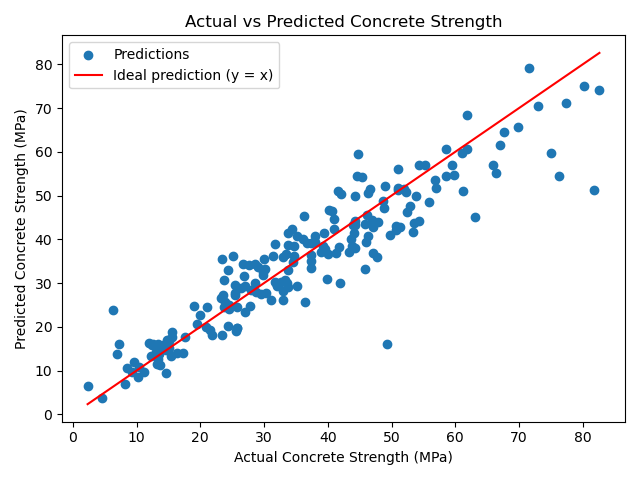 Actual vs Predicted Concrete Strength
Predictions
Ideal prediction (y = x)
Predicted Concrete Strength (MPa)
80
70
60
50
40
30
20
10
0
0 10 20 30 40 50 60 70 80
Actual Concrete Strength (MPa)